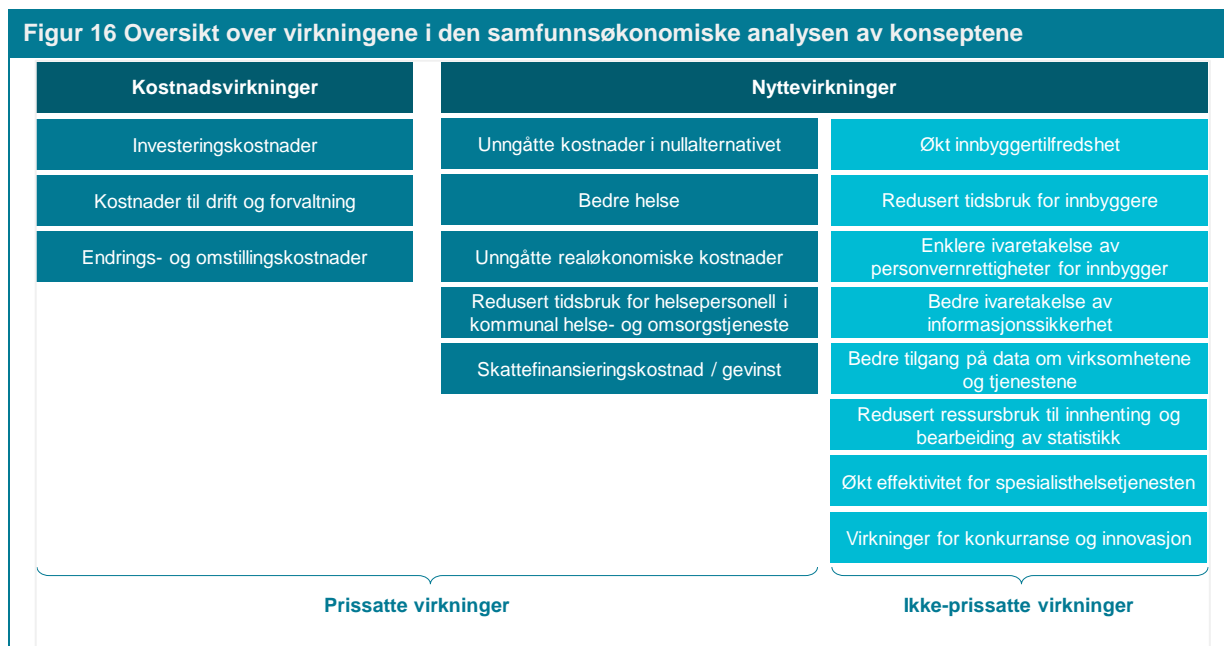 Figur 16 Oversikt over virkningene i den samfunnsøkonomiske analysen av konseptene
Kostnadsvirkninger
Investeringskostnader
Kostnader til drift og forvaltning
Endrings- og omstillingskostnader
Nyttevirkninger
Unngåtte kostnader i nullalternativet
Bedre helse
Unngåtte realøkonomiske kostnader
Redusert tidsbruk for helsepersonell i
kommunal helse- og omsorgstjeneste
Skattefinansieringskostnad / gevinst
Økt innbyggertilfredshet
Redusert tidsbruk for innbyggere
Enklere ivaretakelse av
personvernrettigheter for innbygger
Bedre ivaretakelse av
informasjonssikkerhet
Bedre tilgang på data om virksomhetene
og tjenestene
Redusert ressursbruk til innhenting og
bearbeiding av statistikk
Økt effektivitet for spesialisthelsetjenesten
Virkninger for konkurranse og innovasjon
Prissatte virkninger
Ikke-prissatte virkninger